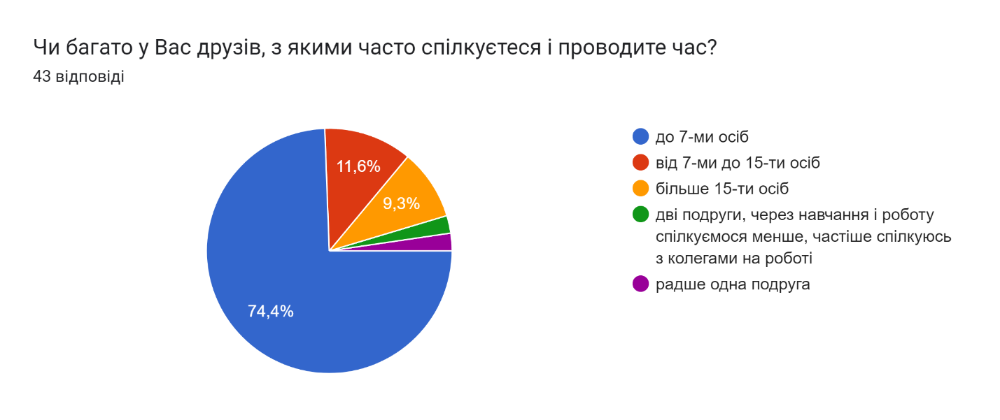 Чи багато у Вас друзів, з якими часто спілкуєтеся і проводите час?
43 відповіді
11,6%
9,3%
74,4%
до 7-ми осіб
від 7-ми до 15-ти осіб
більше 15-ти осіб
дві подруги, через навчання і роботу
спілкуємося менше, частіше спілкуюсь
з колегами на роботі
радше одна подруга